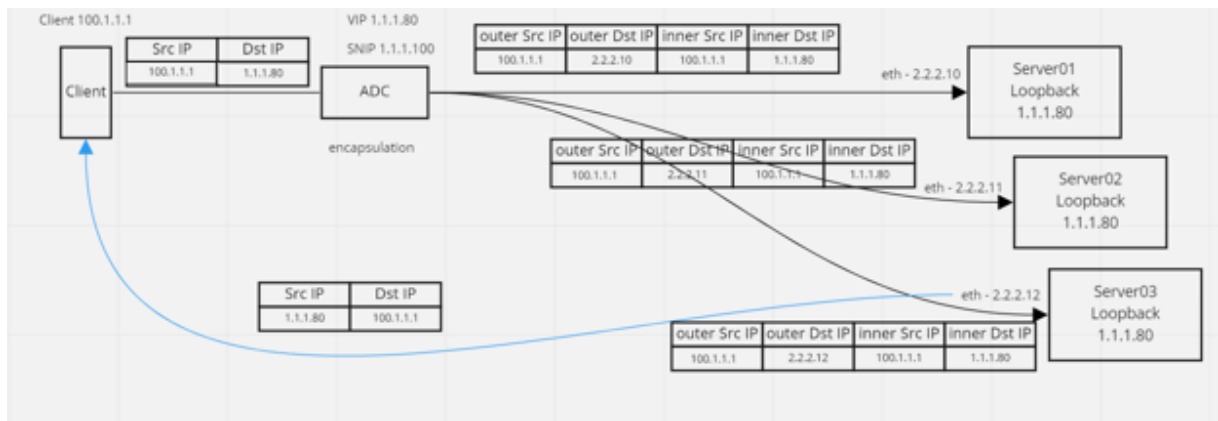 Client 100.1.1.1
VIP 1.1.1.80
SNIP 1.1.1.100
Src IP Dst IP
100.1.1.1 1.1.1.80
Client
ADC
encapsulation
outer Src IP outer Dst IP inner Src IP inner Dst IP
100.1.1.1 2.2.2.10 100.1.1.1 1.1.1.80
eth - 2.2.2.10
Server01
Loopback
1.1.1.80
outer Src IP outer Dst IP inner Src IP inner Dst IP
100.1.1.1 2.2.2.11 100.1.1.1 1.1.1.80
eth - 2.2.2.11
Server02
Loopback
1.1.1.80
Src IP Dst IP
1.1.1.80 100.1.1.1
eth - 2.2.2.12
Server03
Loopback
1.1.1.80
outer Src IP outer Dst IP inner Src IP inner Dst IP
100.1.1.1 2.2.2.12 100.1.1.1 1.1.1.80